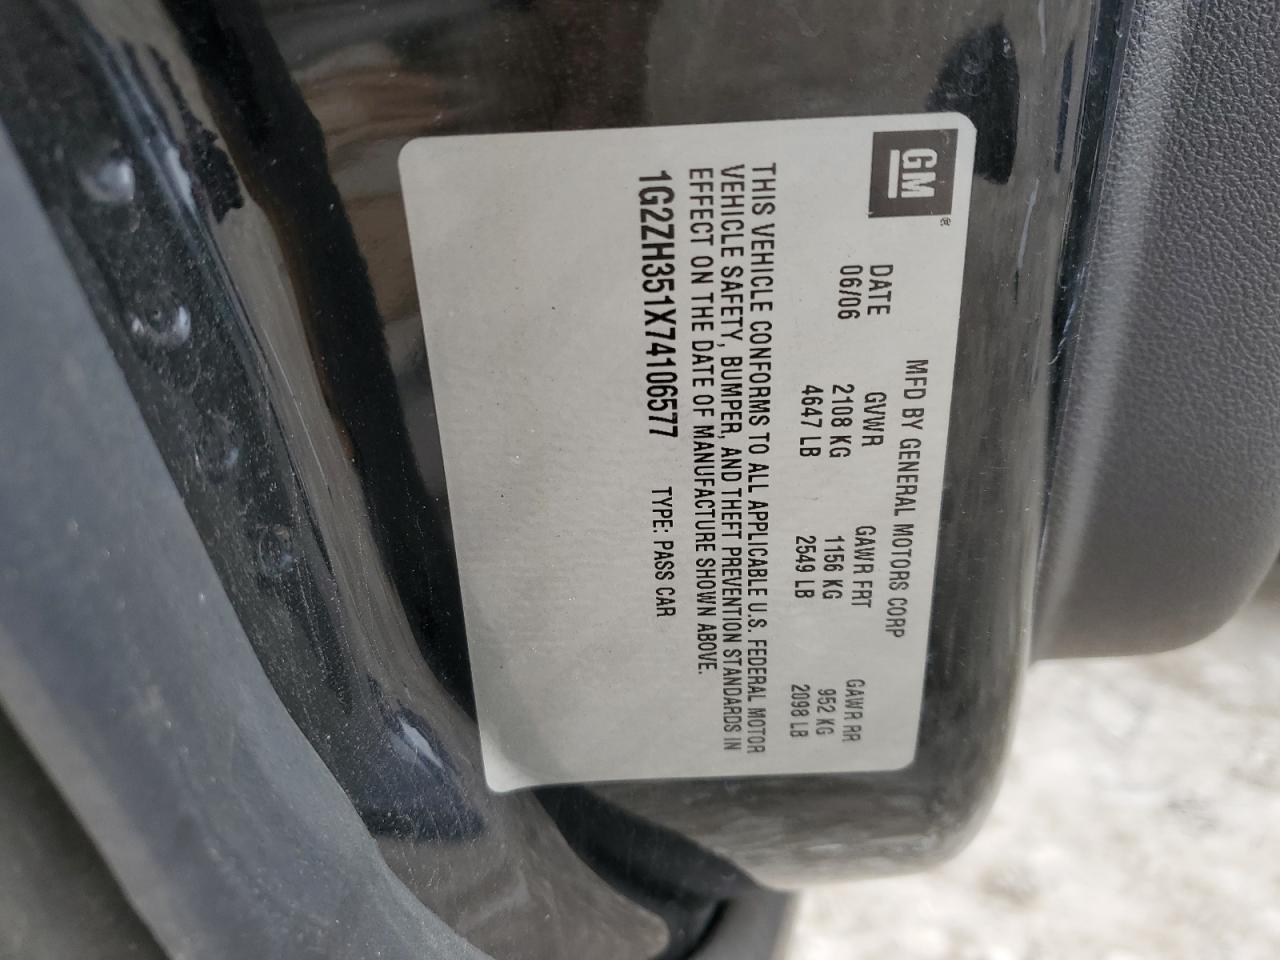 GM®
MFD BY GENERAL MOTORS CORP
DATE GVWR GAWR FRT GAWR RR
06/06 2108 KG 1156 KG 952 KG
4647 LB 2549 LB 2098 LB
THIS VEHICLE CONFORMS TO ALL APPLICABLE U.S. FEDERAL MOTOR
VEHICLE SAFETY, BUMPER, AND THEFT PREVENTION STANDARDS IN
EFFECT ON THE DATE OF MANUFACTURE SHOWN ABOVE.
1G2ZH351X74106577 TYPE: PASS CAR